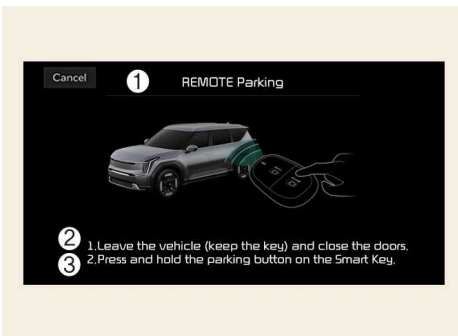 Cancel
1 REMOTE Parking
2 1.Leave the vehicle (keep the key) and close the doors.
3 2.Press and hold the parking button on the Smart Key.